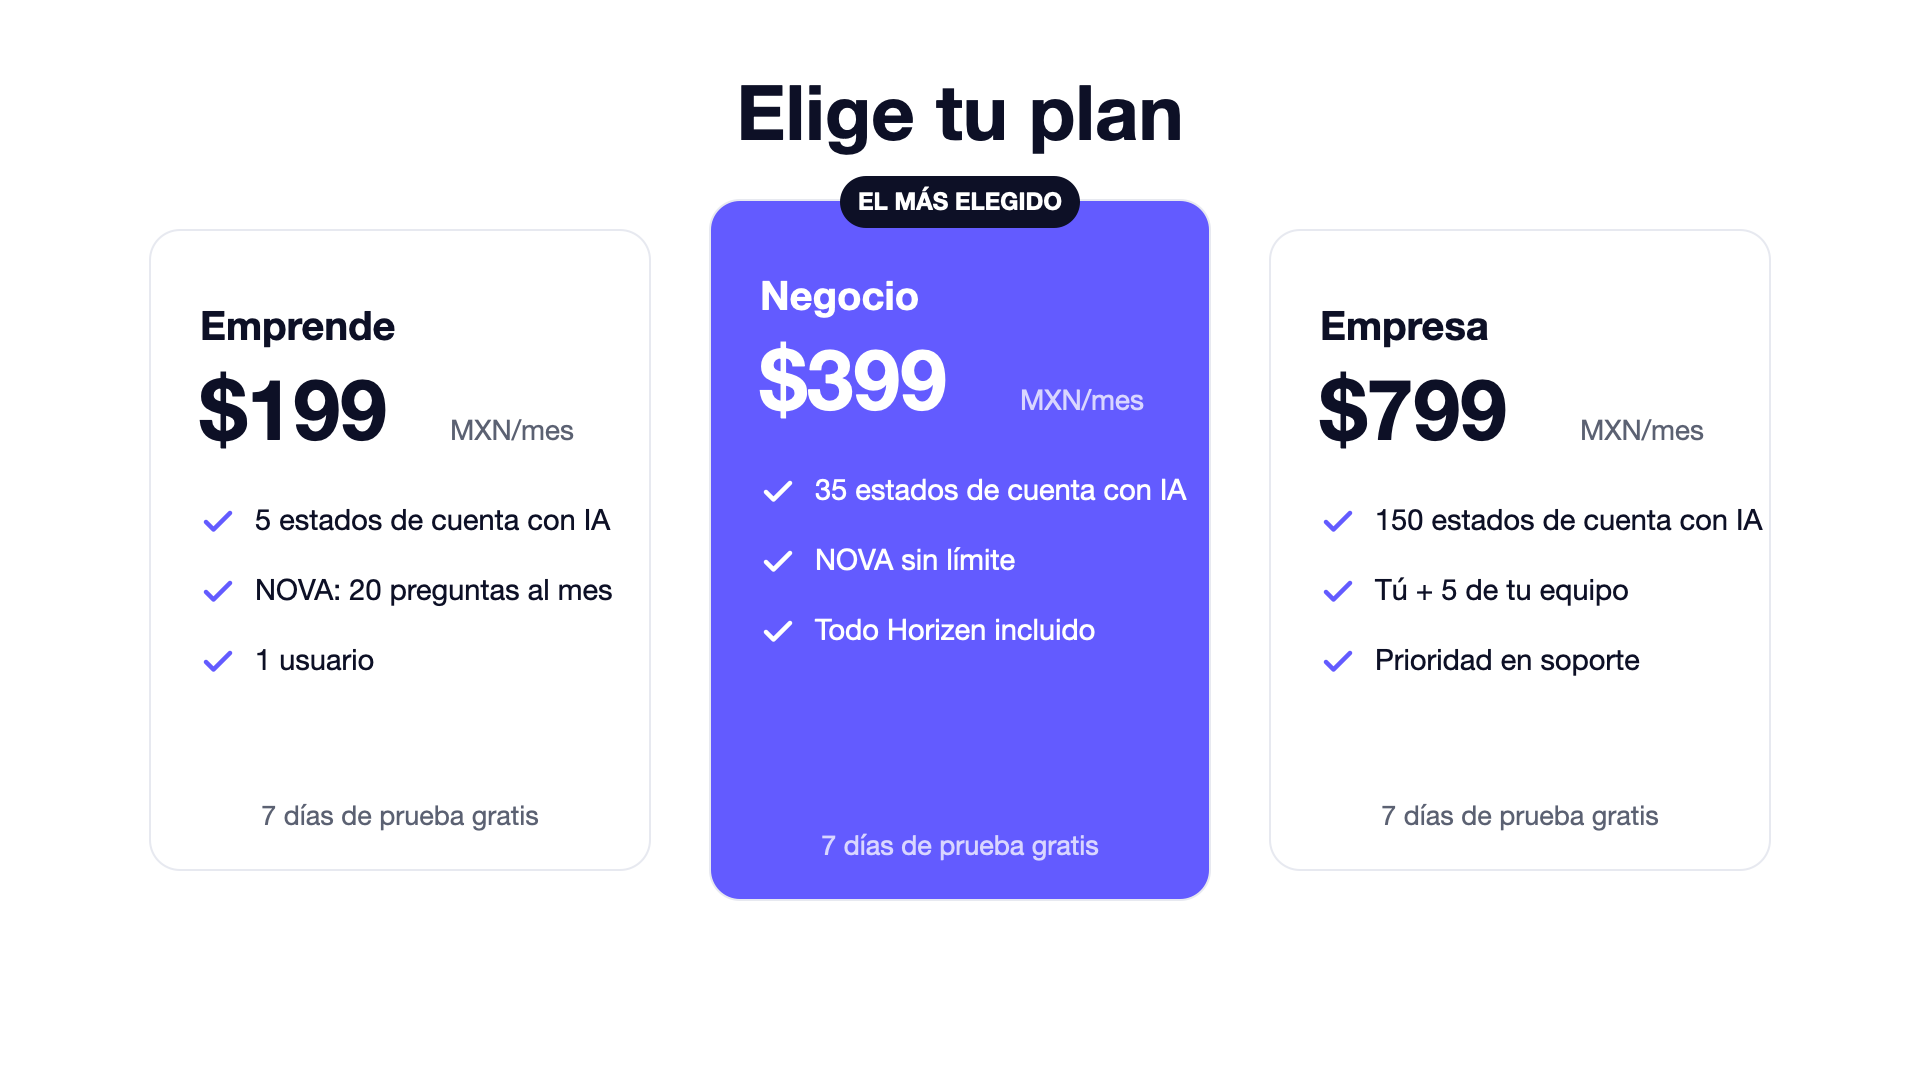 Elige tu plan
Emprende
$199 MXN/mes
5 estados de cuenta con IA
NOVA: 20 preguntas al mes
1 usuario
7 días de prueba gratis
EL MÁS ELEGIDO
Negocio
$399 MXN/mes
35 estados de cuenta con IA
NOVA sin límite
Todo Horizen incluido
7 días de prueba gratis
Empresa
$799 MXN/mes
150 estados de cuenta con IA
Tú + 5 de tu equipo
Prioridad en soporte
7 días de prueba gratis